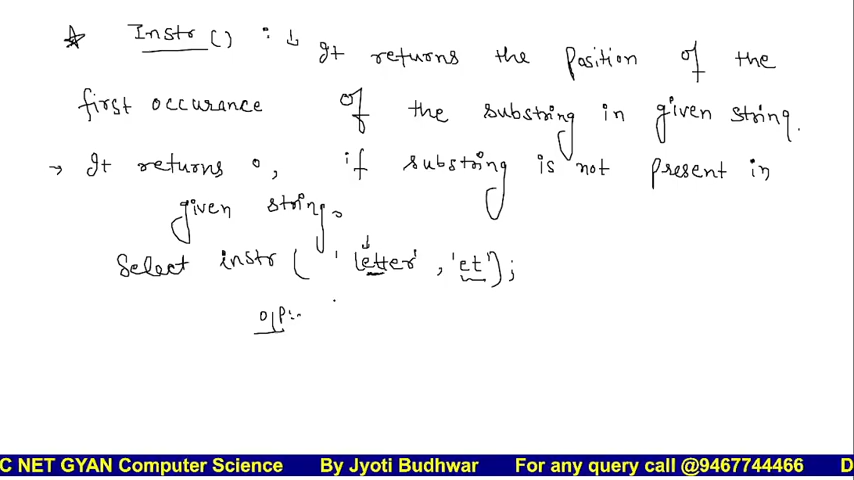 ☆ Instr() :↓ It returns the position of the
first occurance of the substring in given string.
→ It returns 0, if substring is not present in
given string.
Select instr ( 'letter', 'et');
o/p:-
C NET GYAN Computer Science By Jyoti Budhwar For any query call @9467744466 D